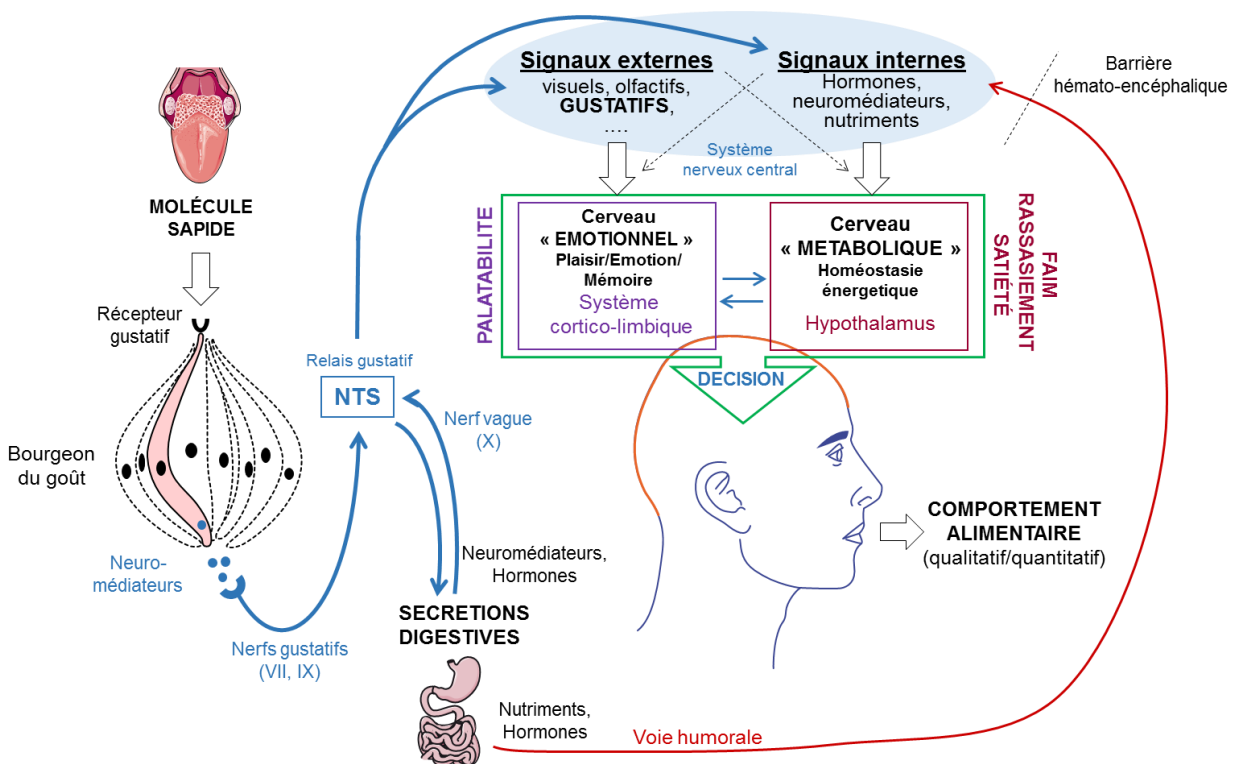 Signaux externes
visuels, olfactifs,
GUSTATIFS,
....
Signaux internes
Hormones,
neuromédiateurs,
nutriments
Barrière
hémato-encéphalique
Système
nerveux central
MOLÉCULE
SAPIDE
PALATABILITE
Cerveau
« EMOTIONNEL »
Plaisir/Emotion/
Mémoire
Système
cortico-limbique
Cerveau
« METABOLIQUE »
Homéostasie
énergetique
Hypothalamus
FAIM
RASSASIEMENT
SATIÉTÉ
Récepteur
gustatif
Relais gustatif
NTS
DECISION
Nerf vague
(X)
Bourgeon
du goût
COMPORTEMENT
ALIMENTAIRE
(qualitatif/quantitatif)
Neuro-
médiateurs
Neuromédiateurs,
Hormones
SECRETIONS
DIGESTIVES
Nerfs gustatifs
(VII, IX)
Nutriments,
Hormones
Voie humorale